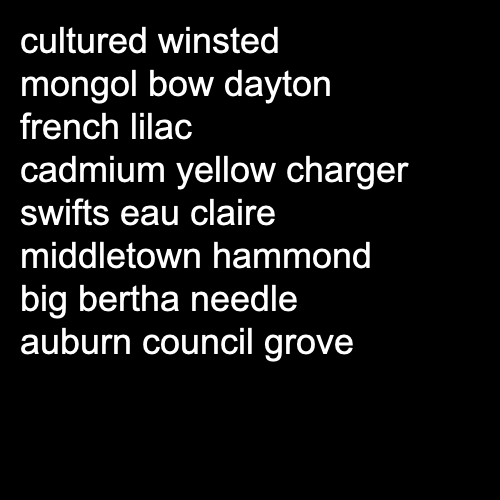 cultured winsted
mongol bow dayton
french lilac
cadmium yellow charger
swifts eau claire
middletown hammond
big bertha needle
auburn council grove